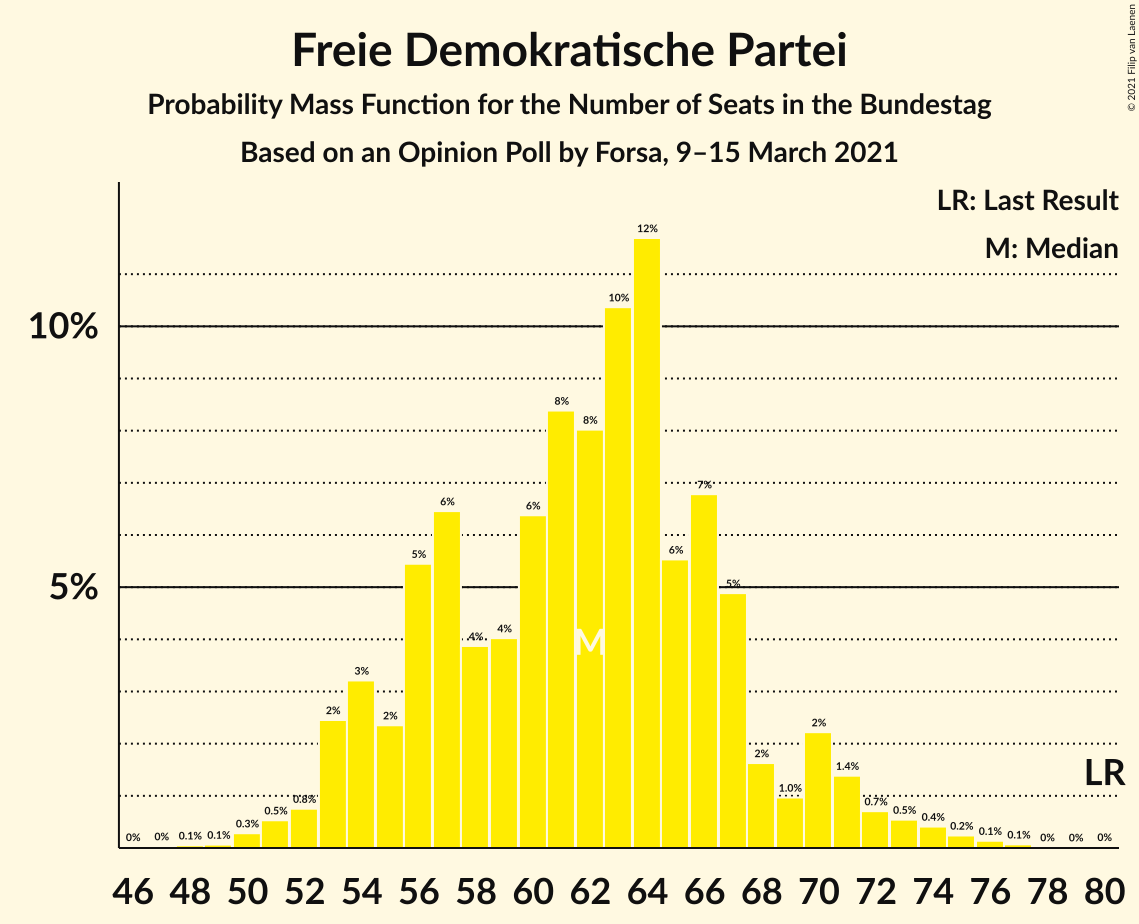 © 2021 Filip van Laenen
Freie Demokratische Partei
Probability Mass Function for the Number of Seats in the Bundestag
Based on an Opinion Poll by Forsa, 9–15 March 2021
LR: Last Result
M: Median
10%
5%
0% 0% 0.1% 0.1% 0.3% 0.5% 0.8% 2% 3% 2% 5% 6% 4% 4% 6% 8% 8% 10% 12% 6% 7% 5% 2% 1.0% 2% 1.4% 0.7% 0.5% 0.4% 0.2% 0.1% 0.1% 0% 0% 0%
M
LR
46 48 50 52 54 56 58 60 62 64 66 68 70 72 74 76 78 80